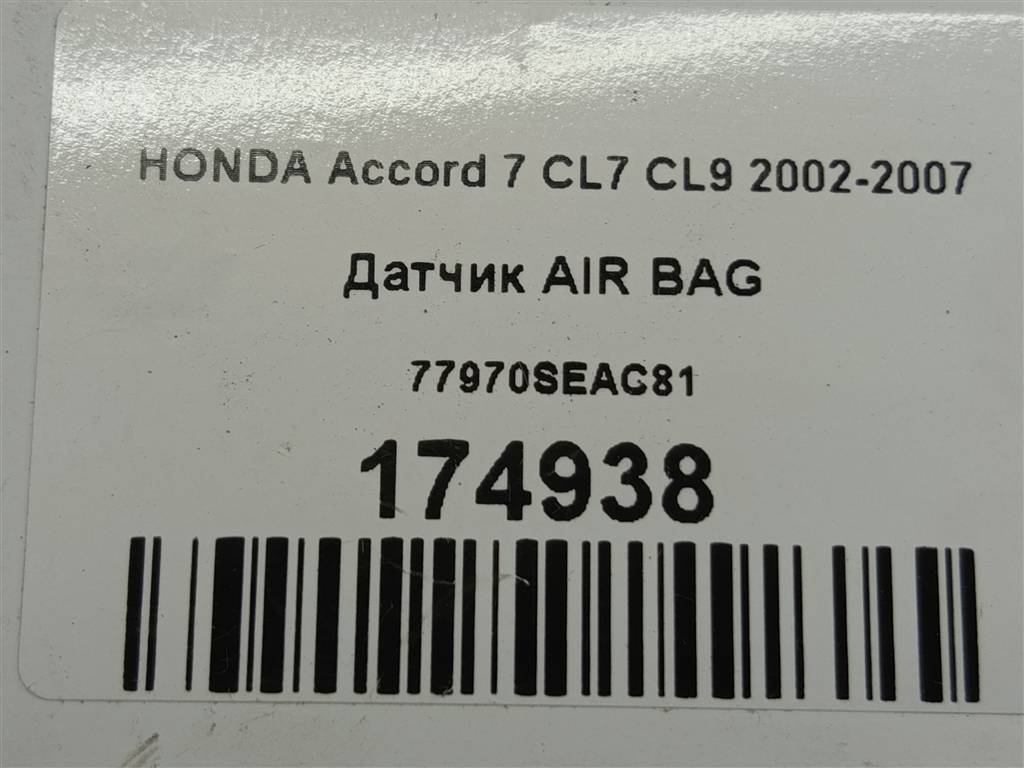 HONDA Accord 7 CL7 CL9 2002-2007
Датчик AIR BAG
77970SEAC81
174938